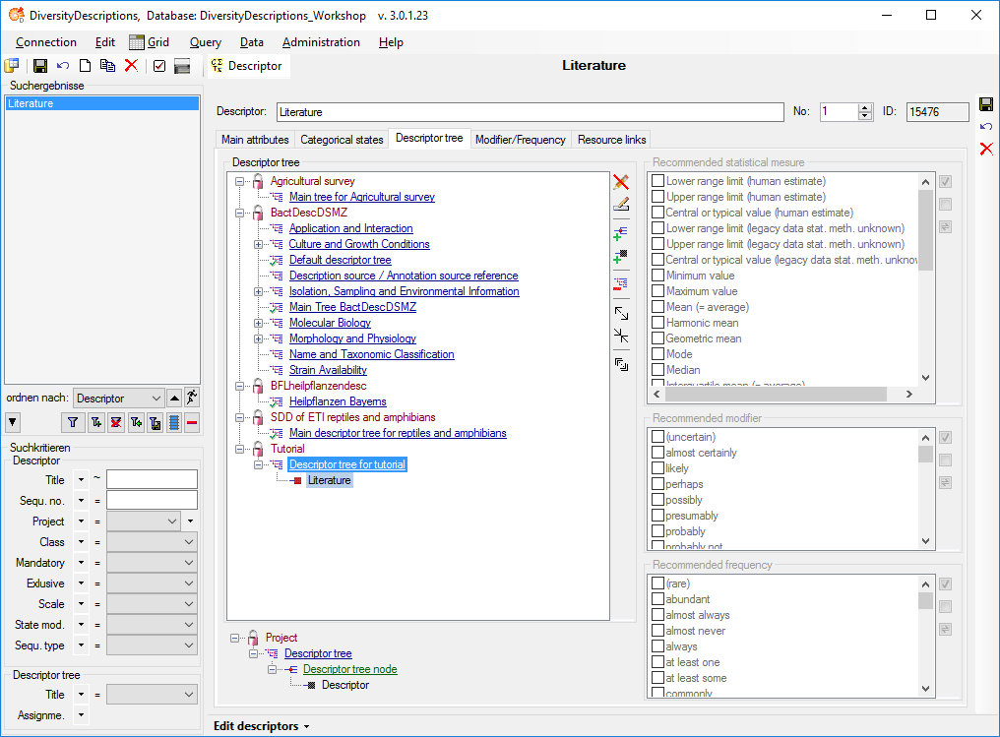 DiversityDescriptions, Database: DiversityDescriptions_Workshop v. 3.0.1.23
Connection Edit Grid Query Data Administration Help
Descriptor
Literature
Suchergebnisse
Literature
ordnen nach: Descriptor
Suchkritieren
Descriptor
Title ~
Sequ. no. =
Project =
Class =
Mandatory =
Exlusive =
Scale =
State mod. =
Sequ. type =
Descriptor tree
Title =
Assignme.
Descriptor: Literature No: 1 ID: 15476
Main attributes Categorical states Descriptor tree Modifier/Frequency Resource links
Descriptor tree
Agricultural survey
Main tree for Agricultural survey
BactDescDSMZ
Application and Interaction
Culture and Growth Conditions
Default descriptor tree
Description source / Annotation source reference
Isolation, Sampling and Environmental Information
Main Tree BactDescDSMZ
Molecular Biology
Morphology and Physiology
Name and Taxonomic Classification
Strain Availability
BFLheilpflanzendesc
Heilpflanzen Bayerns
SDD of ETI reptiles and amphibians
Main descriptor tree for reptiles and amphibians
Tutorial
Descriptor tree for tutorial
Literature
Project
Descriptor tree
Descriptor tree node
Descriptor
Recommended statistical mesure
Lower range limit (human estimate)
Upper range limit (human estimate)
Central or typical value (human estimate)
Lower range limit (legacy data stat. meth. unknown)
Upper range limit (legacy data stat. meth. unknown)
Central or typical value (legacy data stat. meth. unknov
Minimum value
Maximum value
Mean (= average)
Harmonic mean
Geometric mean
Mode
Median
Interquartile mean (= average)
Recommended modifier
(uncertain)
almost certainly
likely
perhaps
possibly
presumably
probably
probably not
Recommended frequency
(rare)
abundant
almost always
almost never
always
at least one
at least some
commonly
Edit descriptors